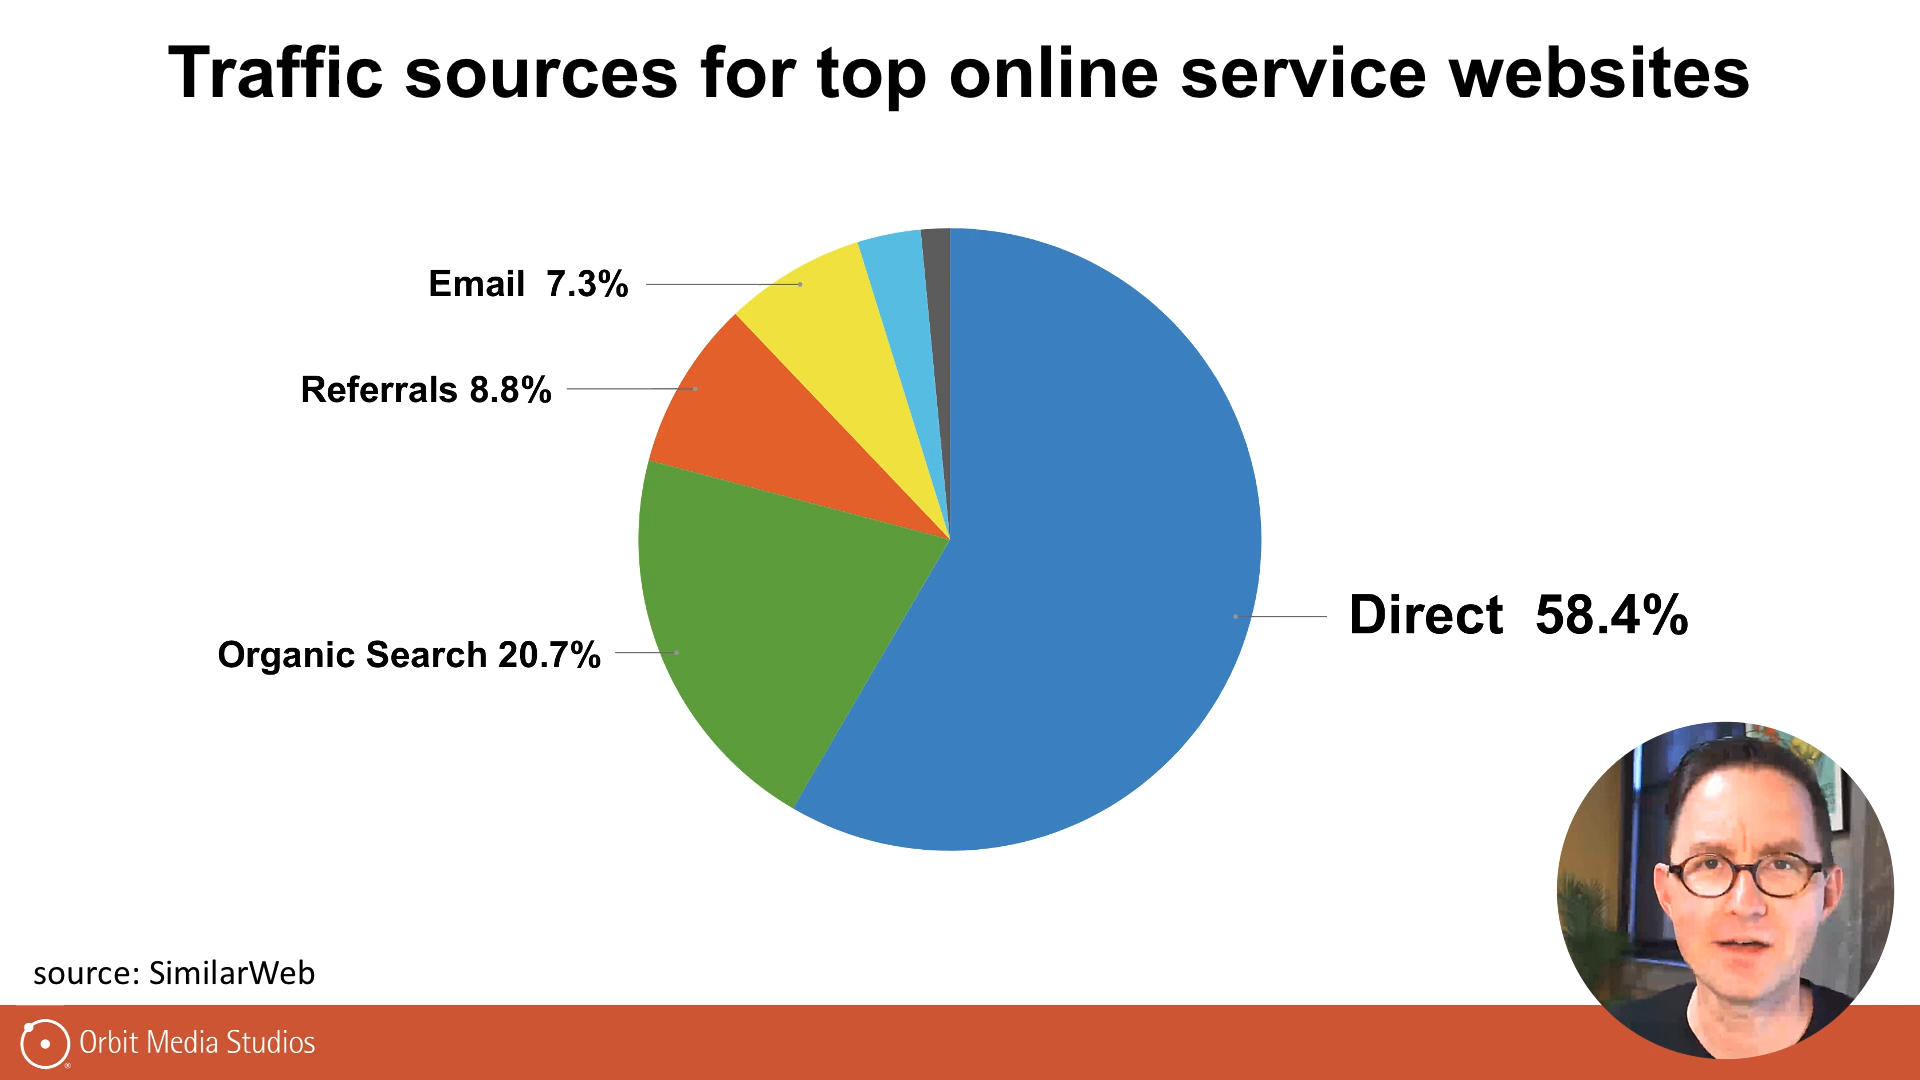 Traffic sources for top online service websites
Email 7.3%
Referrals 8.8%
Organic Search 20.7%
Direct 58.4%
source: SimilarWeb
Orbit Media Studios
®